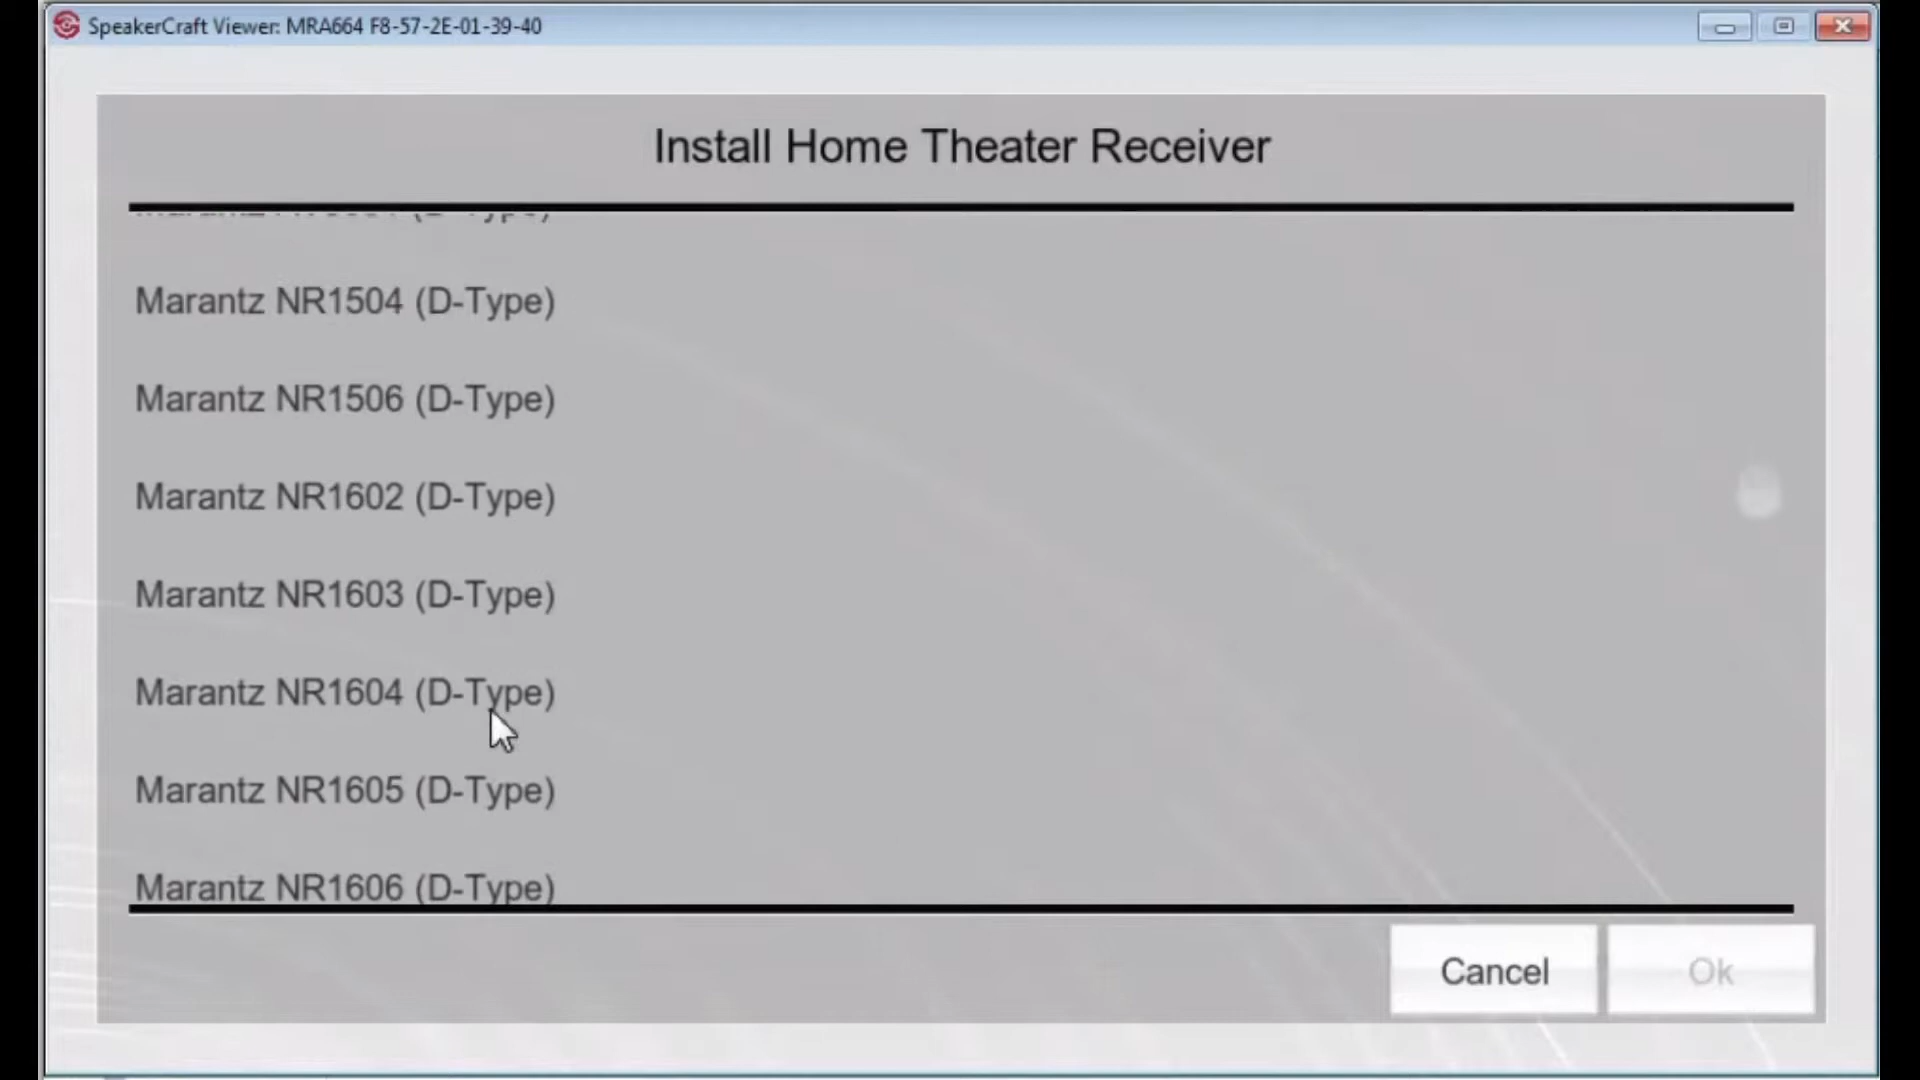 SpeakerCraft Viewer: MRA664 F8-57-2E-01-39-40
Install Home Theater Receiver
Marantz NR1504 (D-Type)
Marantz NR1506 (D-Type)
Marantz NR1602 (D-Type)
Marantz NR1603 (D-Type)
Marantz NR1604 (D-Type)
Marantz NR1605 (D-Type)
Marantz NR1606 (D-Type)
Cancel
Ok